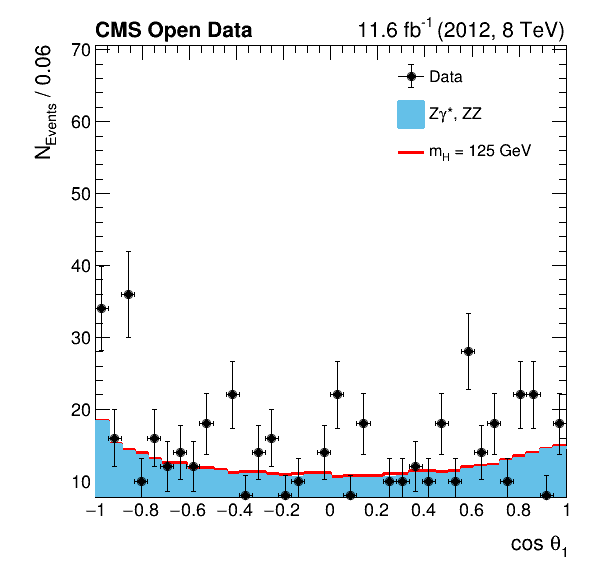 CMS Open Data 11.6 fb⁻¹ (2012, 8 TeV)
N_Events / 0.06
70
60
50
40
30
20
10
Data
Zγ*, ZZ
m_H = 125 GeV
−1 −0.8 −0.6 −0.4 −0.2 0 0.2 0.4 0.6 0.8 1
cos θ₁